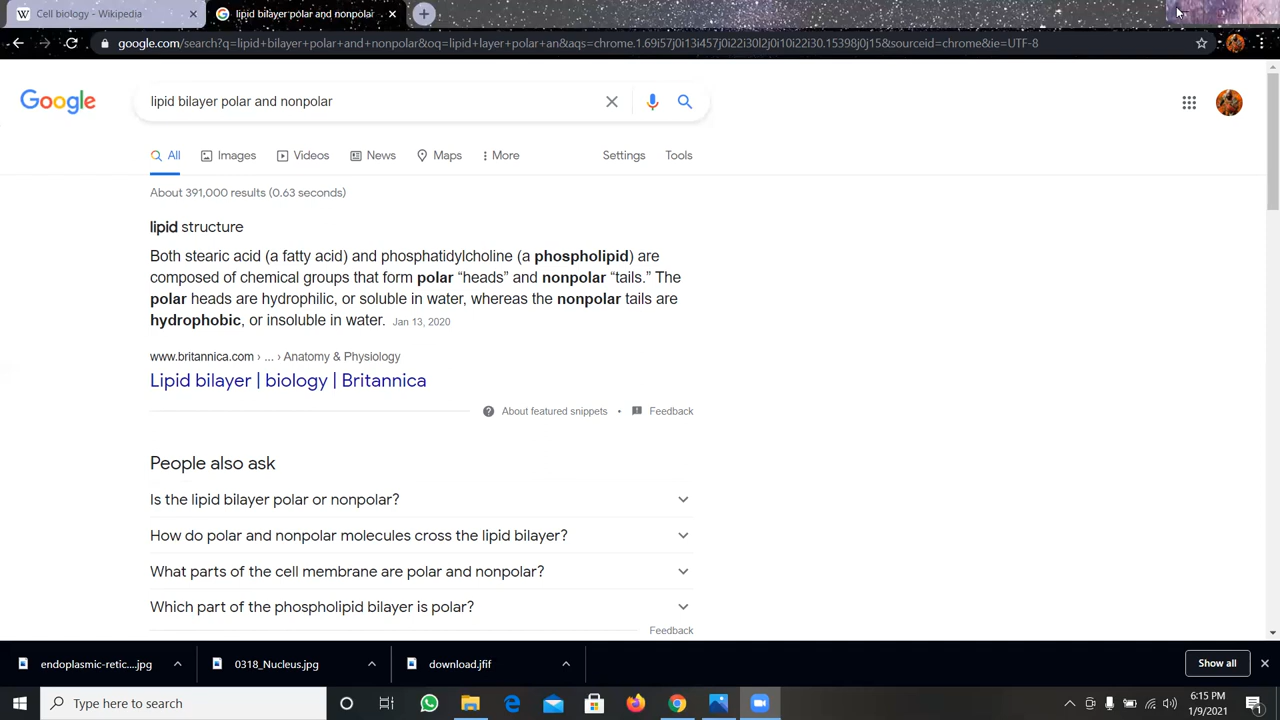 Cell biology - Wikipedia
lipid bilayer polar and nonpolar
google.com/search?q=lipid+bilayer+polar+and+nonpolar&oq=lipid+layer+polar+an&aqs=chrome.1.69i57j0i13i457j0i22i30l2j0i10i22i30.15398j0j15&sourceid=chrome&ie=UTF-8
Google
lipid bilayer polar and nonpolar
All Images Videos News Maps More Settings Tools
About 391,000 results (0.63 seconds)
lipid structure
Both stearic acid (a fatty acid) and phosphatidylcholine (a phospholipid) are
composed of chemical groups that form polar “heads” and nonpolar “tails.” The
polar heads are hydrophilic, or soluble in water, whereas the nonpolar tails are
hydrophobic, or insoluble in water. Jan 13, 2020
www.britannica.com › ... › Anatomy & Physiology
Lipid bilayer | biology | Britannica
About featured snippets • Feedback
People also ask
Is the lipid bilayer polar or nonpolar?
How do polar and nonpolar molecules cross the lipid bilayer?
What parts of the cell membrane are polar and nonpolar?
Which part of the phospholipid bilayer is polar?
Feedback
endoplasmic-retic....jpg 0318_Nucleus.jpg download.jfif Show all
Type here to search
6:15 PM
1/9/2021
1